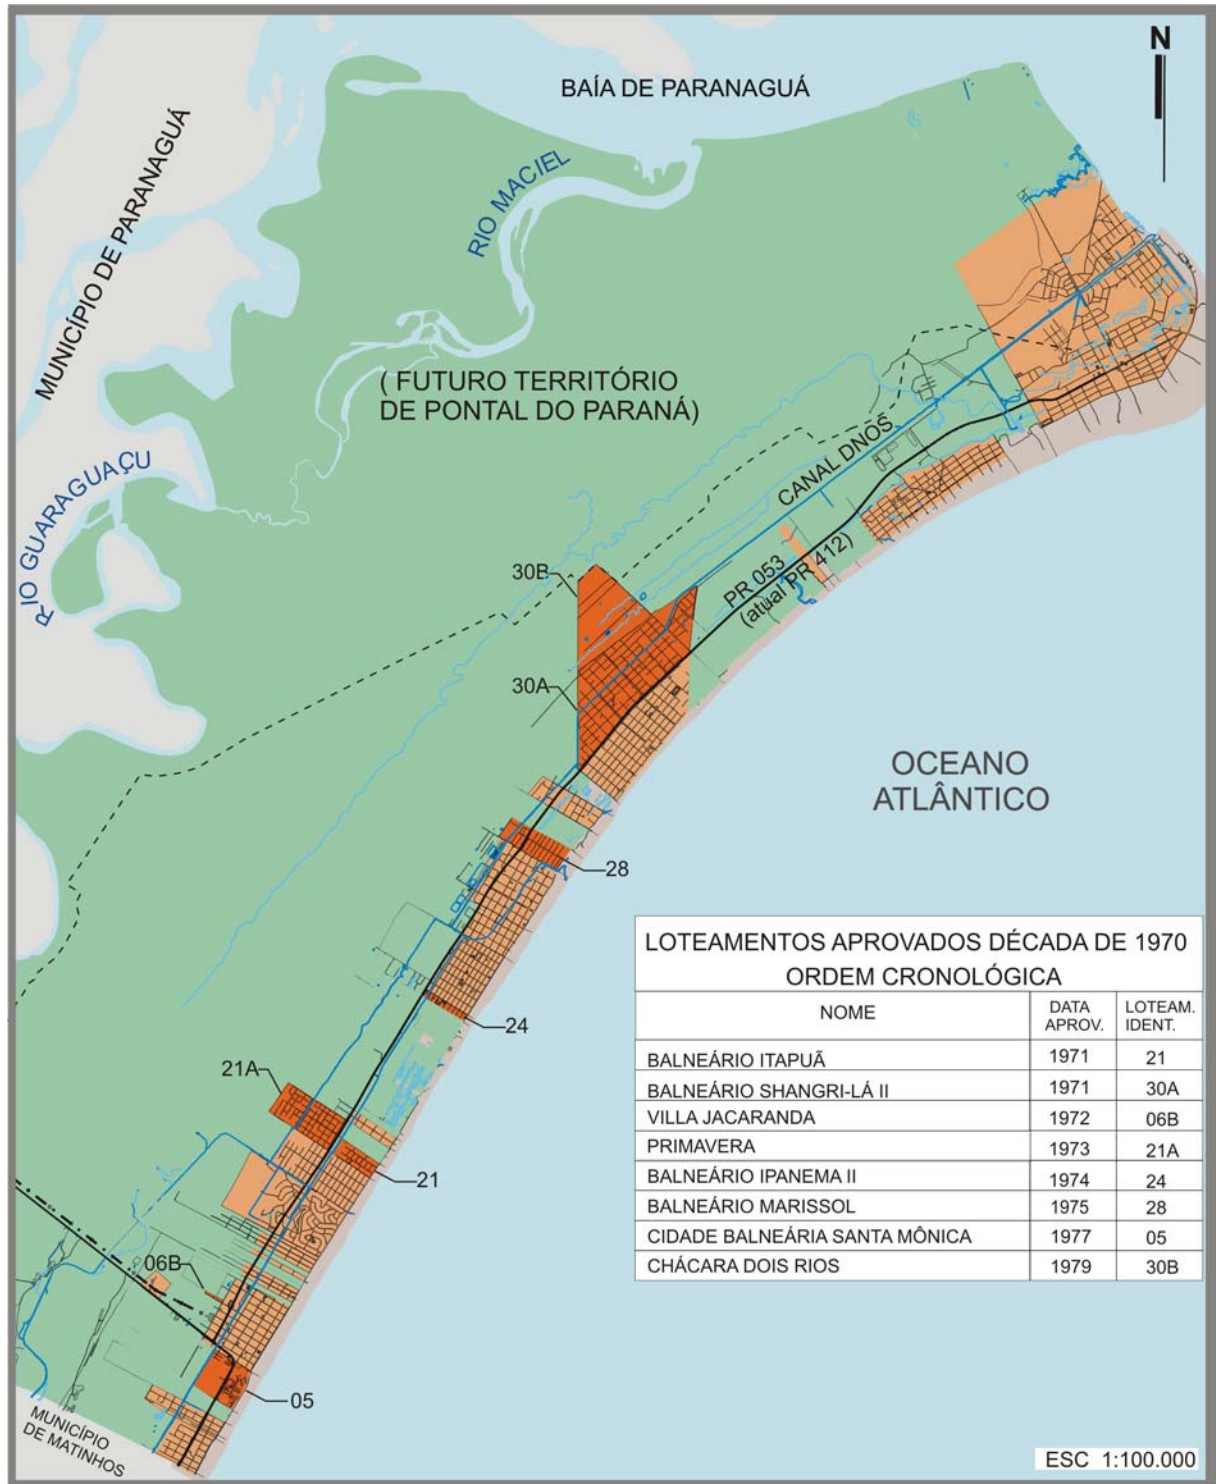 N
BAÍA DE PARANAGUÁ
MUNICÍPIO DE PARANAGUÁ
RIO MACIEL
( FUTURO TERRITÓRIO
DE PONTAL DO PARANÁ)
RIO GUARAGUAÇU
CANAL DNOS
PR 053
(atual PR 412)
30B
30A
OCEANO
ATLÂNTICO
28
24
21A
21
06B
05
MUNICÍPIO
DE MATINHOS
LOTEAMENTOS APROVADOS DÉCADA DE 1970
ORDEM CRONOLÓGICA
NOME DATA APROV. LOTEAM. IDENT.
BALNEÁRIO ITAPUÃ 1971 21
BALNEÁRIO SHANGRI-LÁ II 1971 30A
VILLA JACARANDA 1972 06B
PRIMAVERA 1973 21A
BALNEÁRIO IPANEMA II 1974 24
BALNEÁRIO MARISSOL 1975 28
CIDADE BALNEÁRIA SANTA MÔNICA 1977 05
CHÁCARA DOIS RIOS 1979 30B
ESC 1:100.000